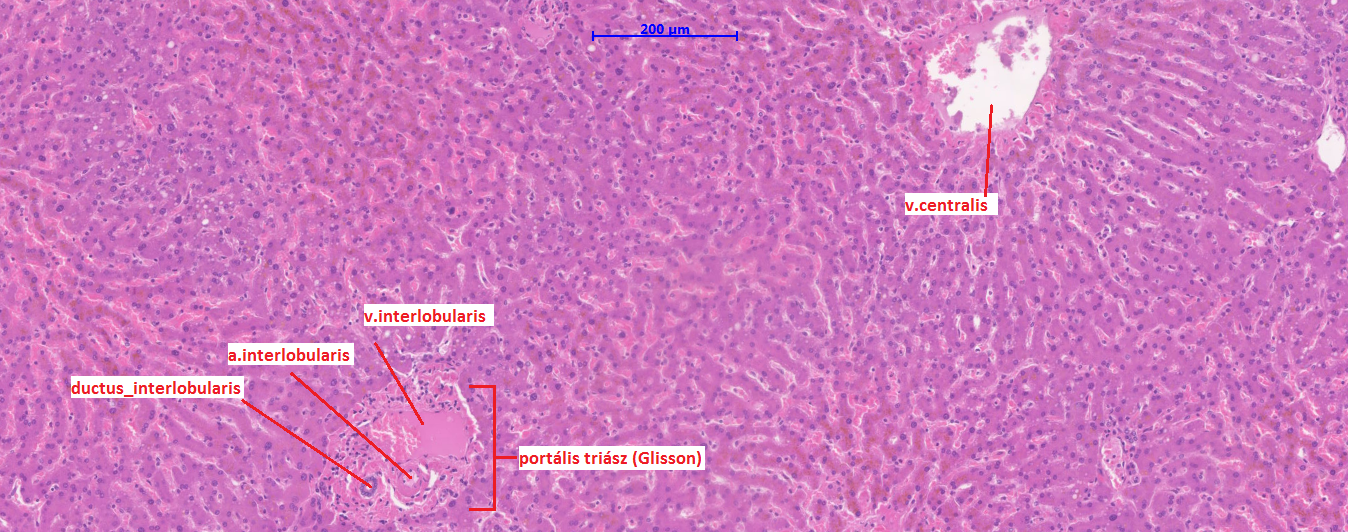 200 µm
v.centralis
v.interlobularis
a.interlobularis
ductus_interlobularis
portális triász (Glisson)